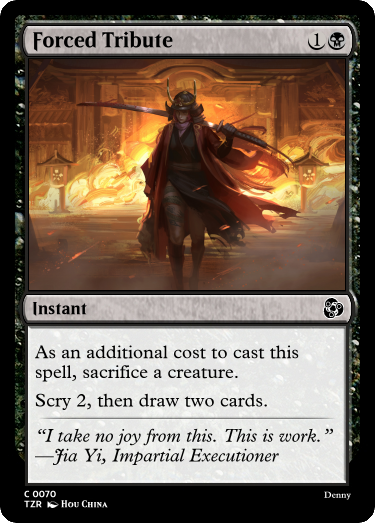 Forced Tribute 1
Instant
As an additional cost to cast this
spell, sacrifice a creature.
Scry 2, then draw two cards.
“I take no joy from this. This is work.”
—Jia Yi, Impartial Executioner
C 0070 Denny
TZR Hou China